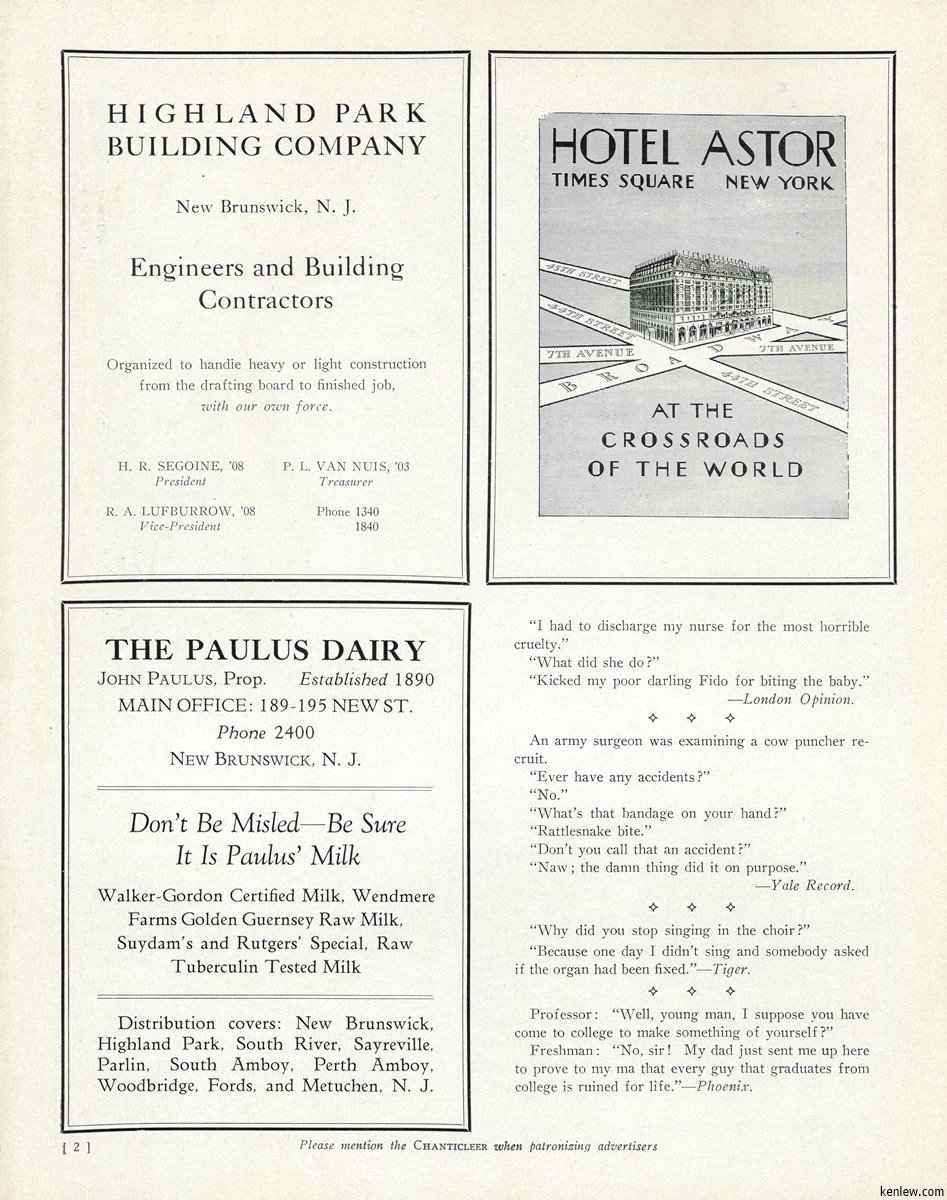 HIGHLAND PARK
BUILDING COMPANY
New Brunswick, N. J.
Engineers and Building
Contractors
Organized to handle heavy or light construction
from the drafting board to finished job,
with our own force.
H. R. SEGOINE, '08
President
P. L. VAN NUIS, '03
Treasurer
R. A. LUFBURROW, '08
Vice-President
Phone 1340
1840
HOTEL ASTOR
TIMES SQUARE NEW YORK
45TH STREET
44TH STREET
7TH AVENUE
BROADWAY
7TH AVENUE
44TH STREET
AT THE
CROSSROADS
OF THE WORLD
THE PAULUS DAIRY
JOHN PAULUS, Prop. Established 1890
MAIN OFFICE: 189-195 NEW ST.
Phone 2400
NEW BRUNSWICK, N. J.
Don't Be Misled—Be Sure
It Is Paulus' Milk
Walker-Gordon Certified Milk, Wendmere
Farms Golden Guernsey Raw Milk,
Suydam's and Rutgers' Special, Raw
Tuberculin Tested Milk
Distribution covers: New Brunswick,
Highland Park, South River, Sayreville,
Parlin, South Amboy, Perth Amboy,
Woodbridge, Fords, and Metuchen, N. J.
"I had to discharge my nurse for the most horrible
cruelty."
"What did she do?"
"Kicked my poor darling Fido for biting the baby."
—London Opinion.
An army surgeon was examining a cow puncher re-
cruit.
"Ever have any accidents?"
"No."
"What's that bandage on your hand?"
"Rattlesnake bite."
"Don't you call that an accident?"
"Naw; the damn thing did it on purpose."
—Yale Record.
"Why did you stop singing in the choir?"
"Because one day I didn't sing and somebody asked
if the organ had been fixed."—Tiger.
Professor: "Well, young man, I suppose you have
come to college to make something of yourself?"
Freshman: "No, sir! My dad just sent me up here
to prove to my ma that every guy that graduates from
college is ruined for life."—Phoenix.
[ 2 ]
Please mention the CHANTICLEER when patronizing advertisers
kenlew.com